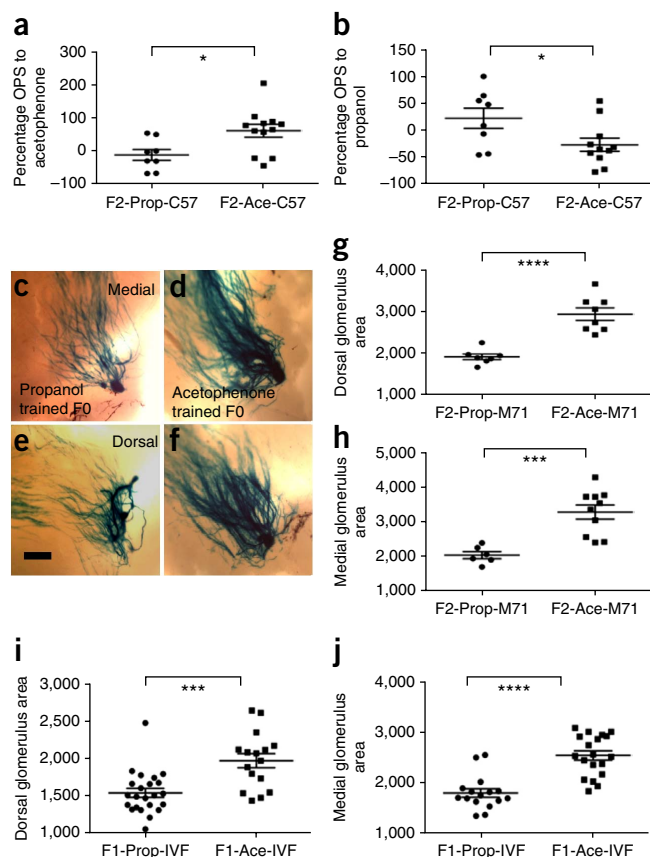 a
Percentage OPS to
acetophenone
300
200
100
0
−100
*
F2-Prop-C57
F2-Ace-C57
b
Percentage OPS to
propanol
150
100
50
0
−50
−100
*
F2-Prop-C57
F2-Ace-C57
c
Medial
Propanol
trained F0
d
Acetophenone
trained F0
e
Dorsal
f
g
Dorsal glomerulus
area
4,000
3,000
2,000
1,000
****
F2-Prop-M71
F2-Ace-M71
h
Medial glomerulus
area
5,000
4,000
3,000
2,000
1,000
***
F2-Prop-M71
F2-Ace-M71
i
Dorsal glomerulus area
3,000
2,500
2,000
1,500
1,000
***
F1-Prop-IVF
F1-Ace-IVF
j
Medial glomerulus
area
4,000
3,000
2,000
1,000
****
F1-Prop-IVF
F1-Ace-IVF